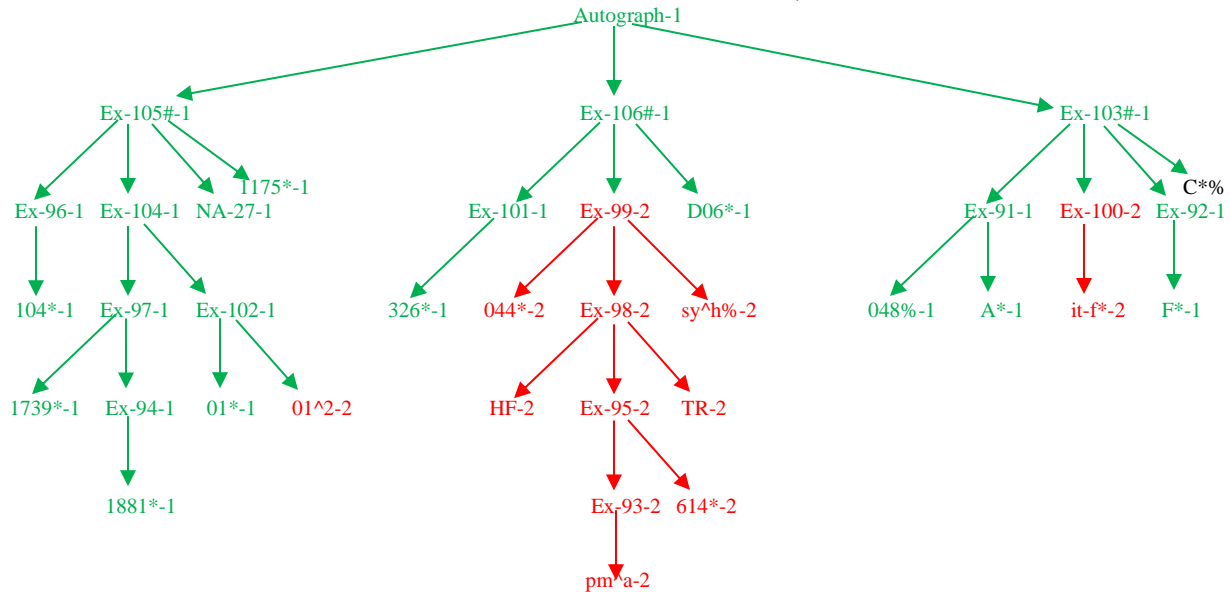 Autograph-1
Ex-105#-1 Ex-106#-1 Ex-103#-1
1175*-1 C*%
Ex-96-1 Ex-104-1 NA-27-1 Ex-101-1 Ex-99-2 D06*-1 Ex-91-1 Ex-100-2 Ex-92-1
104*-1 Ex-97-1 Ex-102-1 326*-1 044*-2 Ex-98-2 sy^h%-2 048%-1 A*-1 it-f*-2 F*-1
1739*-1 Ex-94-1 01*-1 01^2-2 HF-2 Ex-95-2 TR-2
1881*-1 Ex-93-2 614*-2
pm^a-2